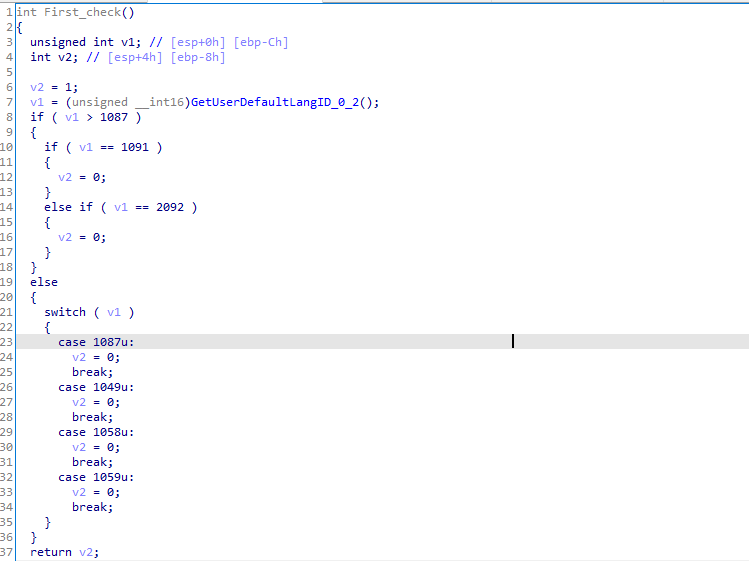 1 int First_check()
2 {
3   unsigned int v1; // [esp+0h] [ebp-Ch]
4   int v2; // [esp+4h] [ebp-8h]
5
6   v2 = 1;
7   v1 = (unsigned __int16)GetUserDefaultLangID_0_2();
8   if ( v1 > 1087 )
9   {
10     if ( v1 == 1091 )
11     {
12       v2 = 0;
13     }
14     else if ( v1 == 2092 )
15     {
16       v2 = 0;
17     }
18   }
19   else
20   {
21     switch ( v1 )
22     {
23       case 1087u:
24         v2 = 0;
25         break;
26       case 1049u:
27         v2 = 0;
28         break;
29       case 1058u:
30         v2 = 0;
31         break;
32       case 1059u:
33         v2 = 0;
34         break;
35     }
36   }
37   return v2;